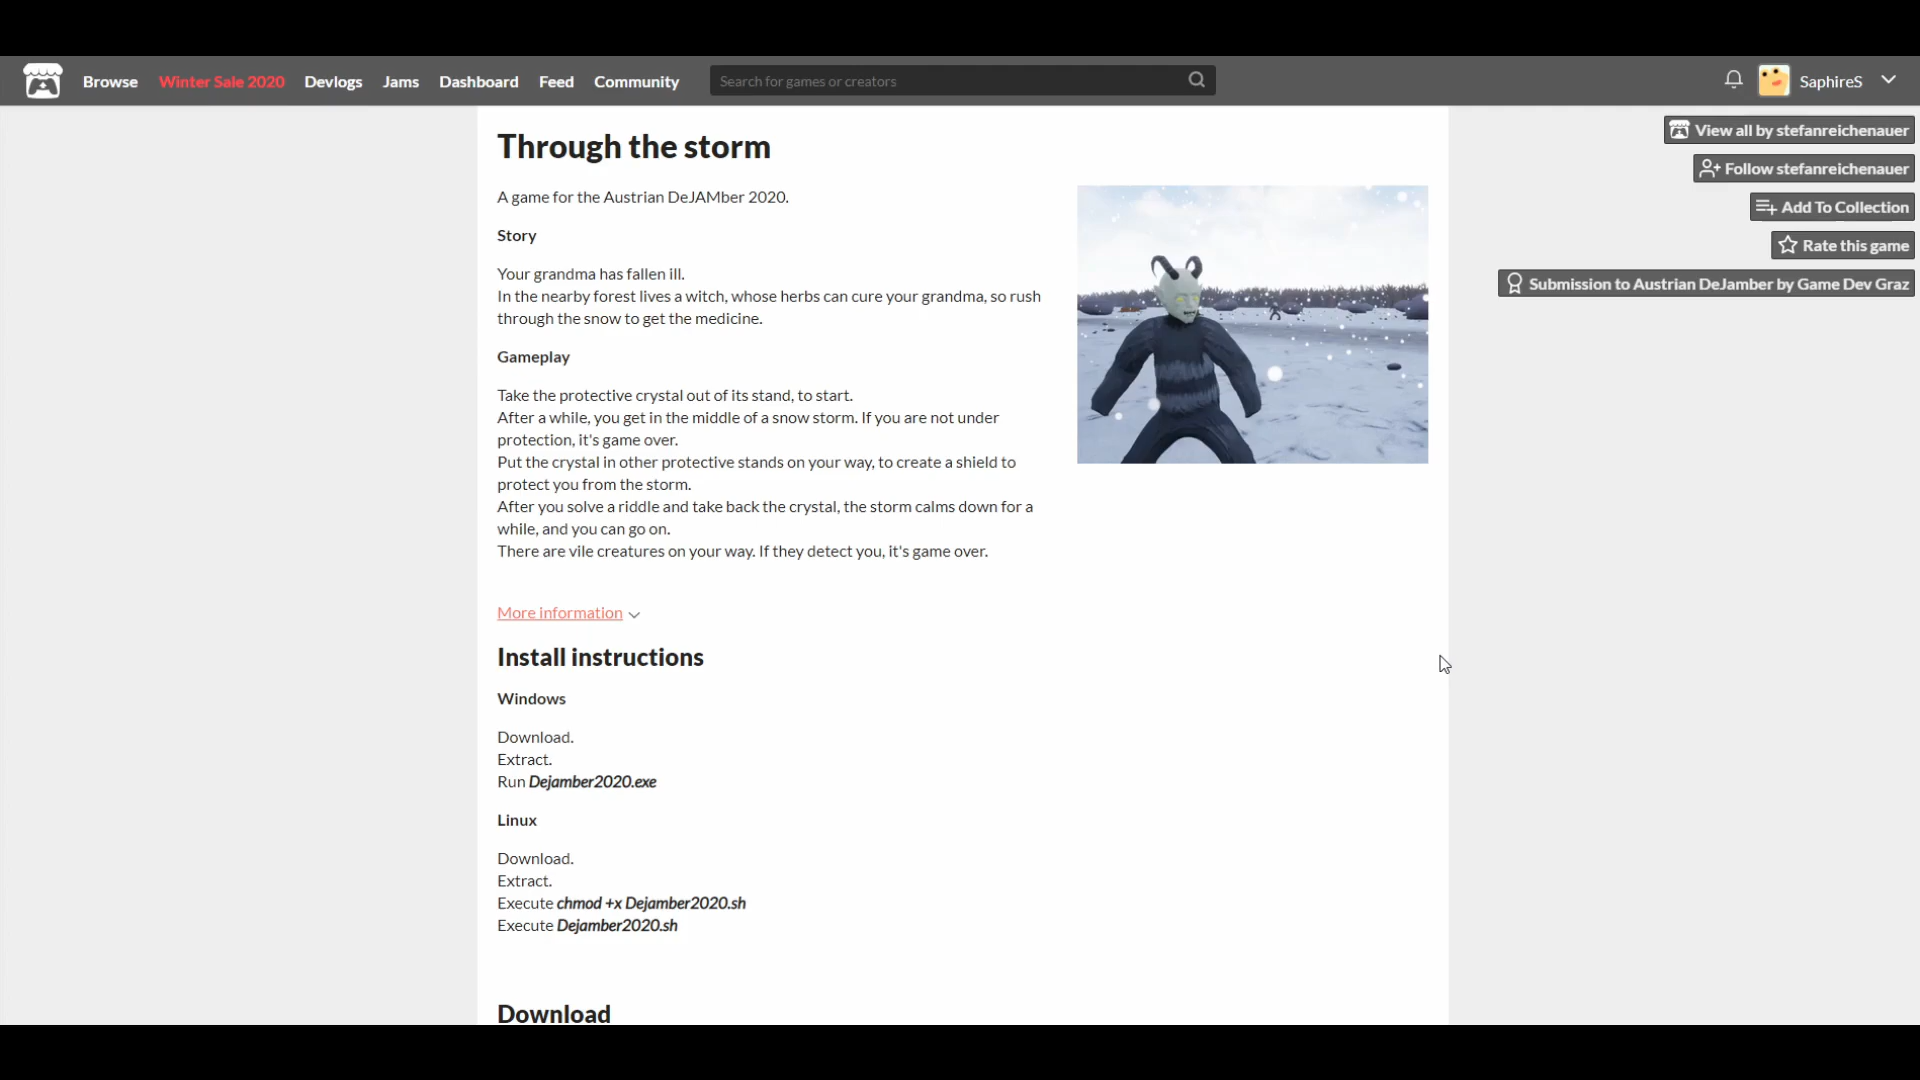 Browse
Winter Sale 2020
Devlogs
Jams
Dashboard
Feed
Community
Search for games or creators
SaphireS
View all by stefanreichenauer
Follow stefanreichenauer
Add To Collection
Rate this game
Submission to Austrian DeJamber by Game Dev Graz
Through the storm
A game for the Austrian DeJAMber 2020.
Story
Your grandma has fallen ill.
In the nearby forest lives a witch, whose herbs can cure your grandma, so rush
through the snow to get the medicine.
Gameplay
Take the protective crystal out of its stand, to start.
After a while, you get in the middle of a snow storm. If you are not under
protection, it's game over.
Put the crystal in other protective stands on your way, to create a shield to
protect you from the storm.
After you solve a riddle and take back the crystal, the storm calms down for a
while, and you can go on.
There are vile creatures on your way. If they detect you, it's game over.
More information
Install instructions
Windows
Download.
Extract.
Run Dejamber2020.exe
Linux
Download.
Extract.
Execute chmod +x Dejamber2020.sh
Execute Dejamber2020.sh
Download